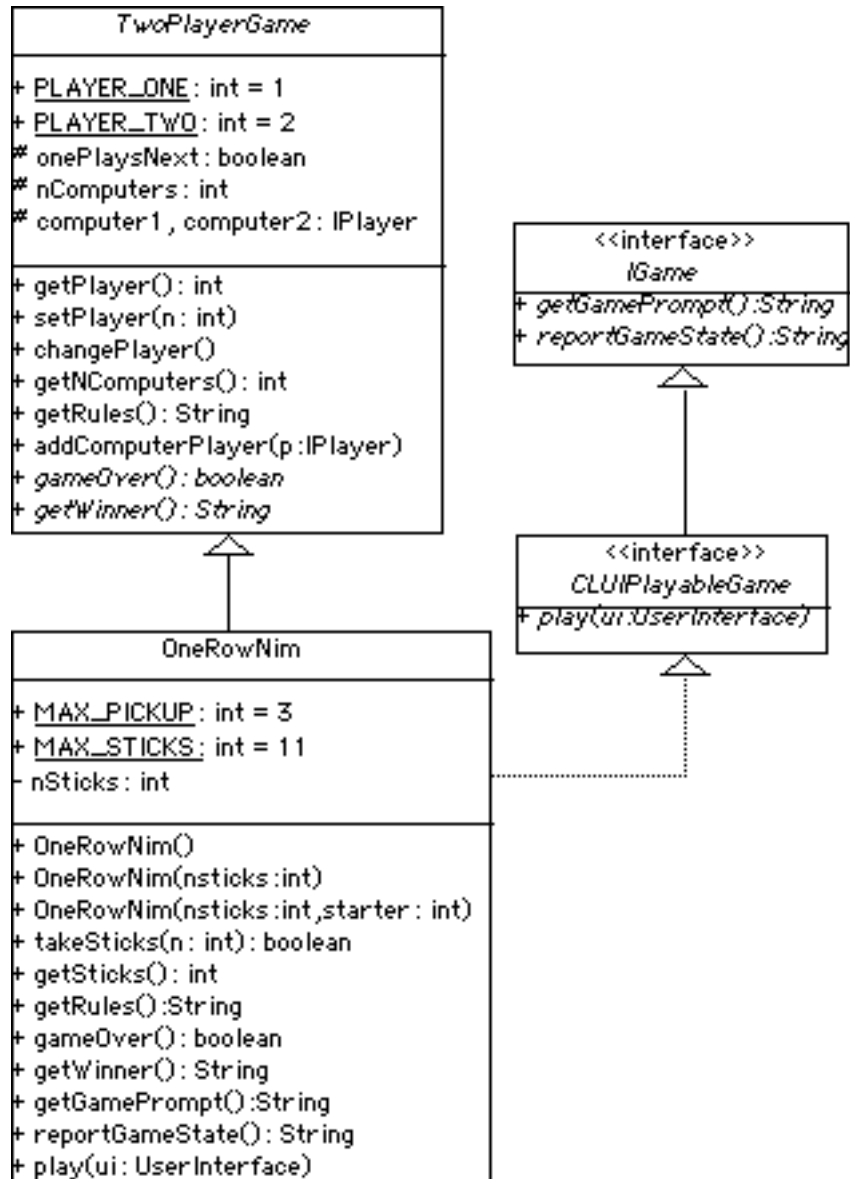 TwoPlayerGame
+ PLAYER_ONE: int = 1
+ PLAYER_TWO: int = 2
# onePlaysNext: boolean
# nComputers: int
# computer1, computer2: IPlayer
+ getPlayer(): int
+ setPlayer(n: int)
+ changePlayer()
+ getNComputers(): int
+ getRules(): String
+ addComputerPlayer(p:IPlayer)
+ gameOver(): boolean
+ getWinner(): String
<<interface>>
IGame
+ getGamePrompt():String
+ reportGameState():String
<<interface>>
CLUIPlayableGame
+ play(ui:UserInterface)
OneRowNim
+ MAX_PICKUP: int = 3
+ MAX_STICKS: int = 11
- nSticks: int
+ OneRowNim()
+ OneRowNim(nsticks:int)
+ OneRowNim(nsticks:int,starter: int)
+ takeSticks(n: int): boolean
+ getSticks(): int
+ getRules():String
+ gameOver(): boolean
+ getWinner(): String
+ getGamePrompt():String
+ reportGameState(): String
+ play(ui: UserInterface)